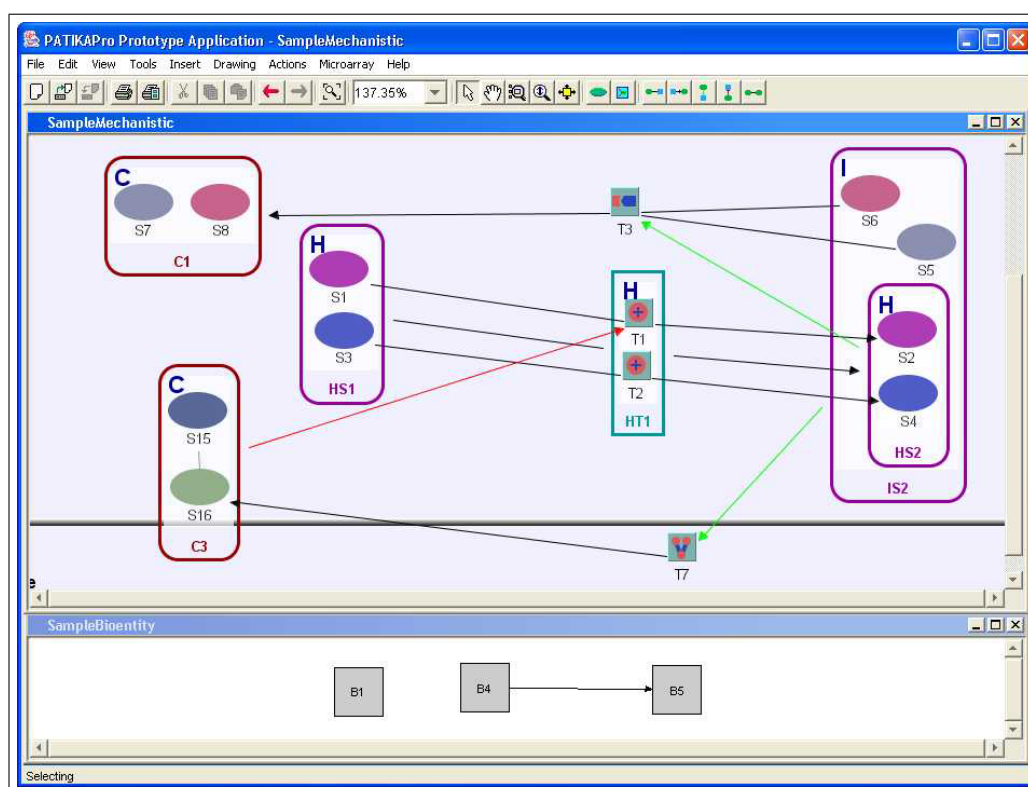 PATIKAPro Prototype Application - SampleMechanistic
File Edit View Tools Insert Drawing Actions Microarray Help
137.35%
SampleMechanistic
C
S7 S8
C1
H
S1
S3
HS1
T3
H
T1
T2
HT1
I
S6
S5
H
S2
S4
HS2
IS2
C
S15
S16
C3
T7
e
SampleBioentity
B1 B4 B5
Selecting